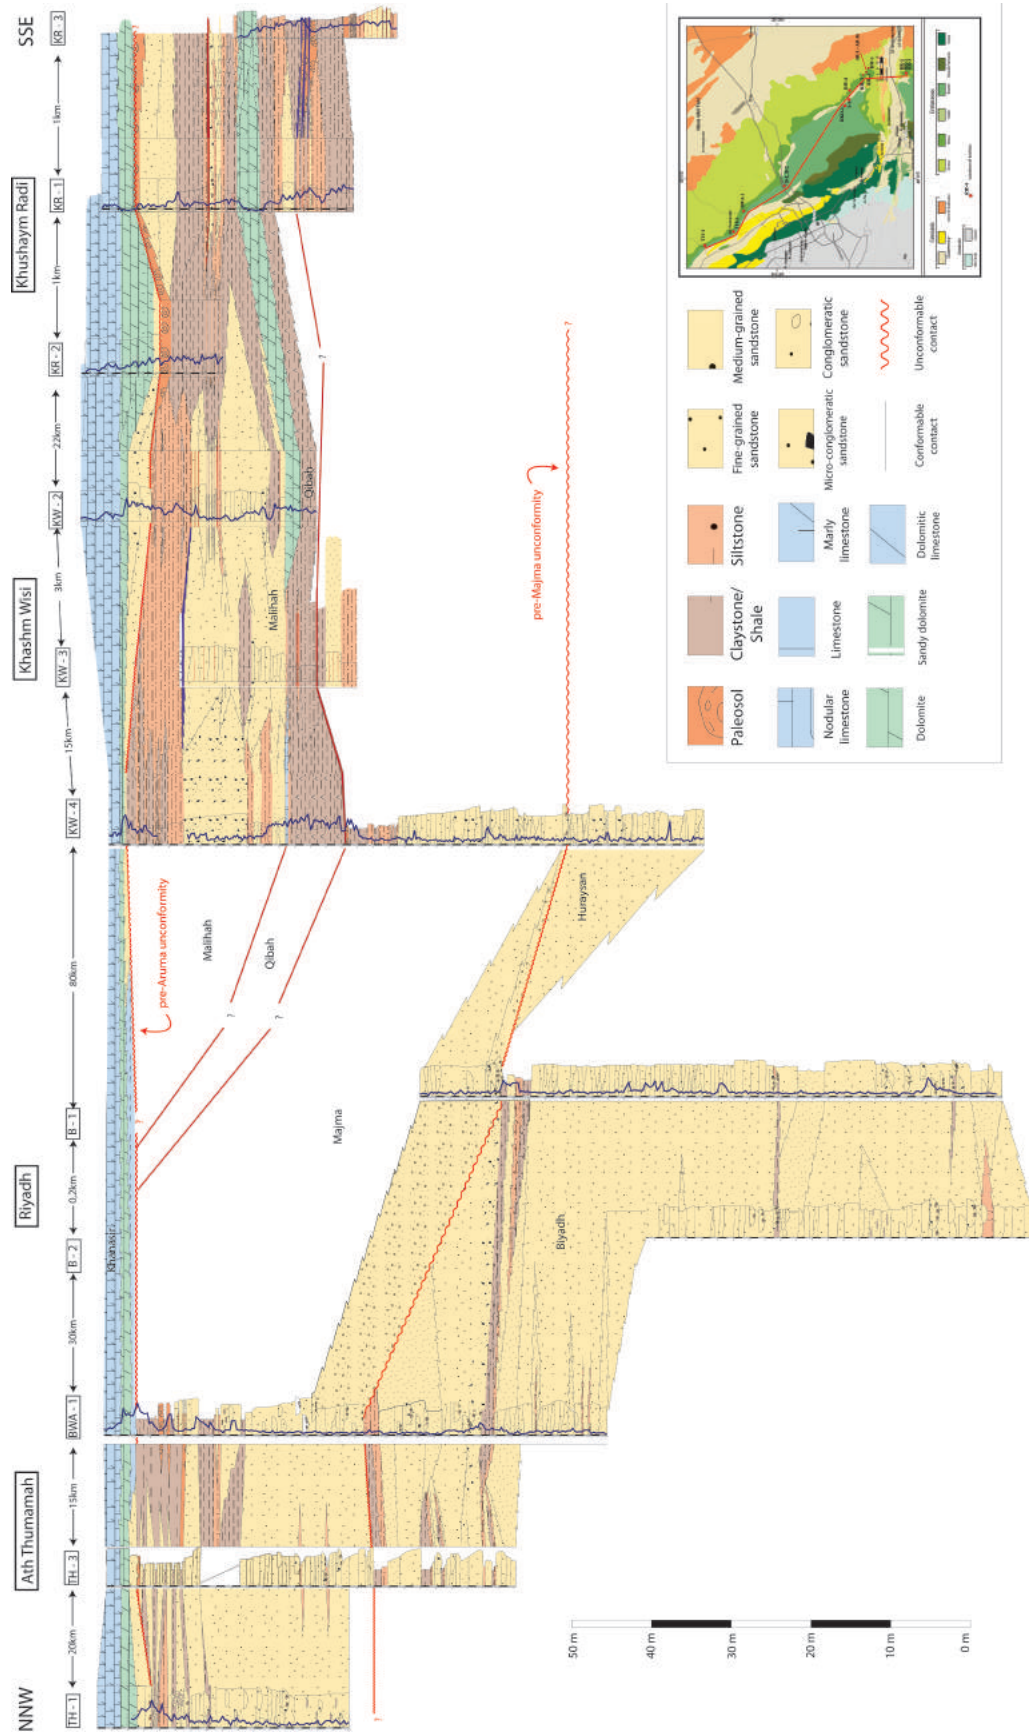 NNW
SSE
Ath Thumamah
Riyadh
Khashm Wisi
Khushaym Radi
TH - 1
20km
TH - 3
15km
BWA - 1
30km
B - 2
0,2km
B - 1
80km
KW - 4
15km
KW - 3
3km
KW - 2
22km
KR - 2
1km
KR - 1
1km
KR - 3
Khanasir
pre-Aruma unconformity
Malihah
Qibah
Majma
Biyadh
Huraysan
Malihah
Qibah
pre-Majma unconformity
?
?
?
?
?
?
?
?
50 m
40 m
30 m
20 m
10 m
0 m
Paleosol
Claystone/
Shale
Siltstone
Fine-grained
sandstone
Medium-grained
sandstone
Nodular
limestone
Limestone
Marly
limestone
Micro-conglomeratic
sandstone
Conglomeratic
sandstone
Dolomite
Sandy dolomite
Dolomitic
limestone
Conformable
contact
Unconformable
contact